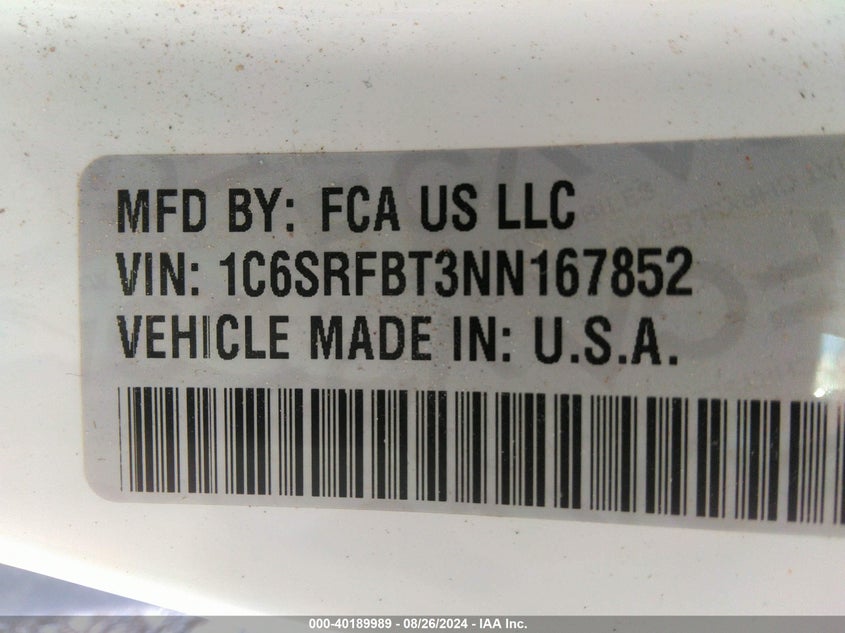 MFD BY: FCA US LLC
VIN: 1C6SRFBT3NN167852
VEHICLE MADE IN: U.S.A.
000-40189989 - 08/26/2024 - IAA Inc.